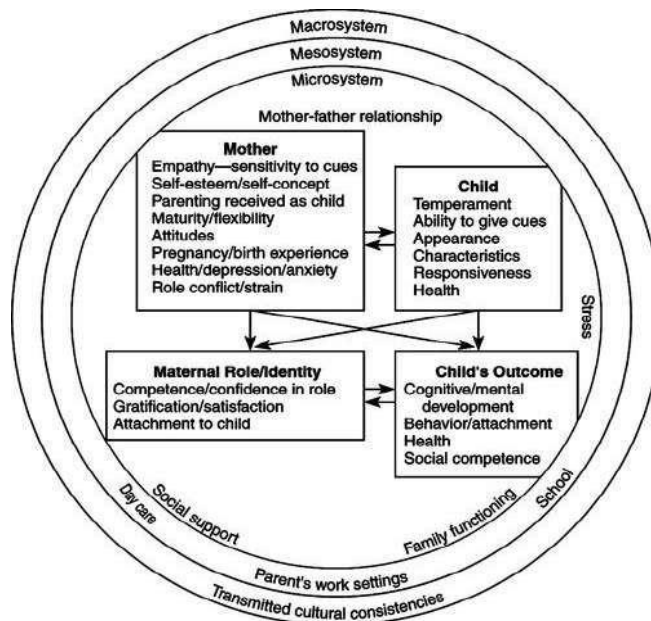 Macrosystem
Mesosystem
Microsystem
Mother-father relationship
Mother
Empathy—sensitivity to cues
Self-esteem/self-concept
Parenting received as child
Maturity/flexibility
Attitudes
Pregnancy/birth experience
Health/depression/anxiety
Role conflict/strain
Child
Temperament
Ability to give cues
Appearance
Characteristics
Responsiveness
Health
Stress
Maternal Role/Identity
Competence/confidence in role
Gratification/satisfaction
Attachment to child
Child's Outcome
Cognitive/mental
development
Behavior/attachment
Health
Social competence
Day care
Social support
Family functioning
School
Parent's work settings
Transmitted cultural consistencies